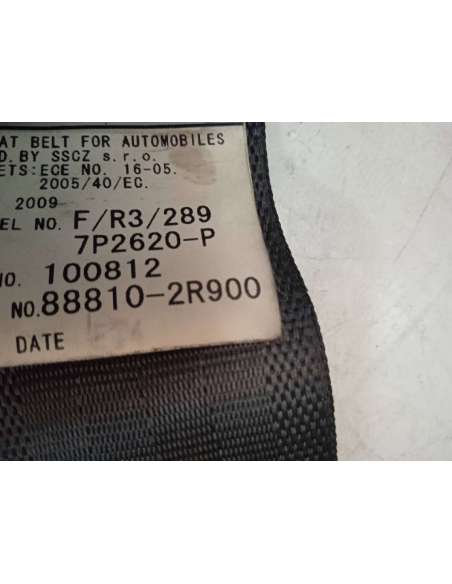 AT BELT FOR AUTOMOBILES
D. BY SSCZ s.r.o.
ETS:ECE NO. 16-05.
2005/40/EC.
2009
EL NO. F/R3/289
7P2620-P
NO. 100812
NO. 88810-2R900
DATE